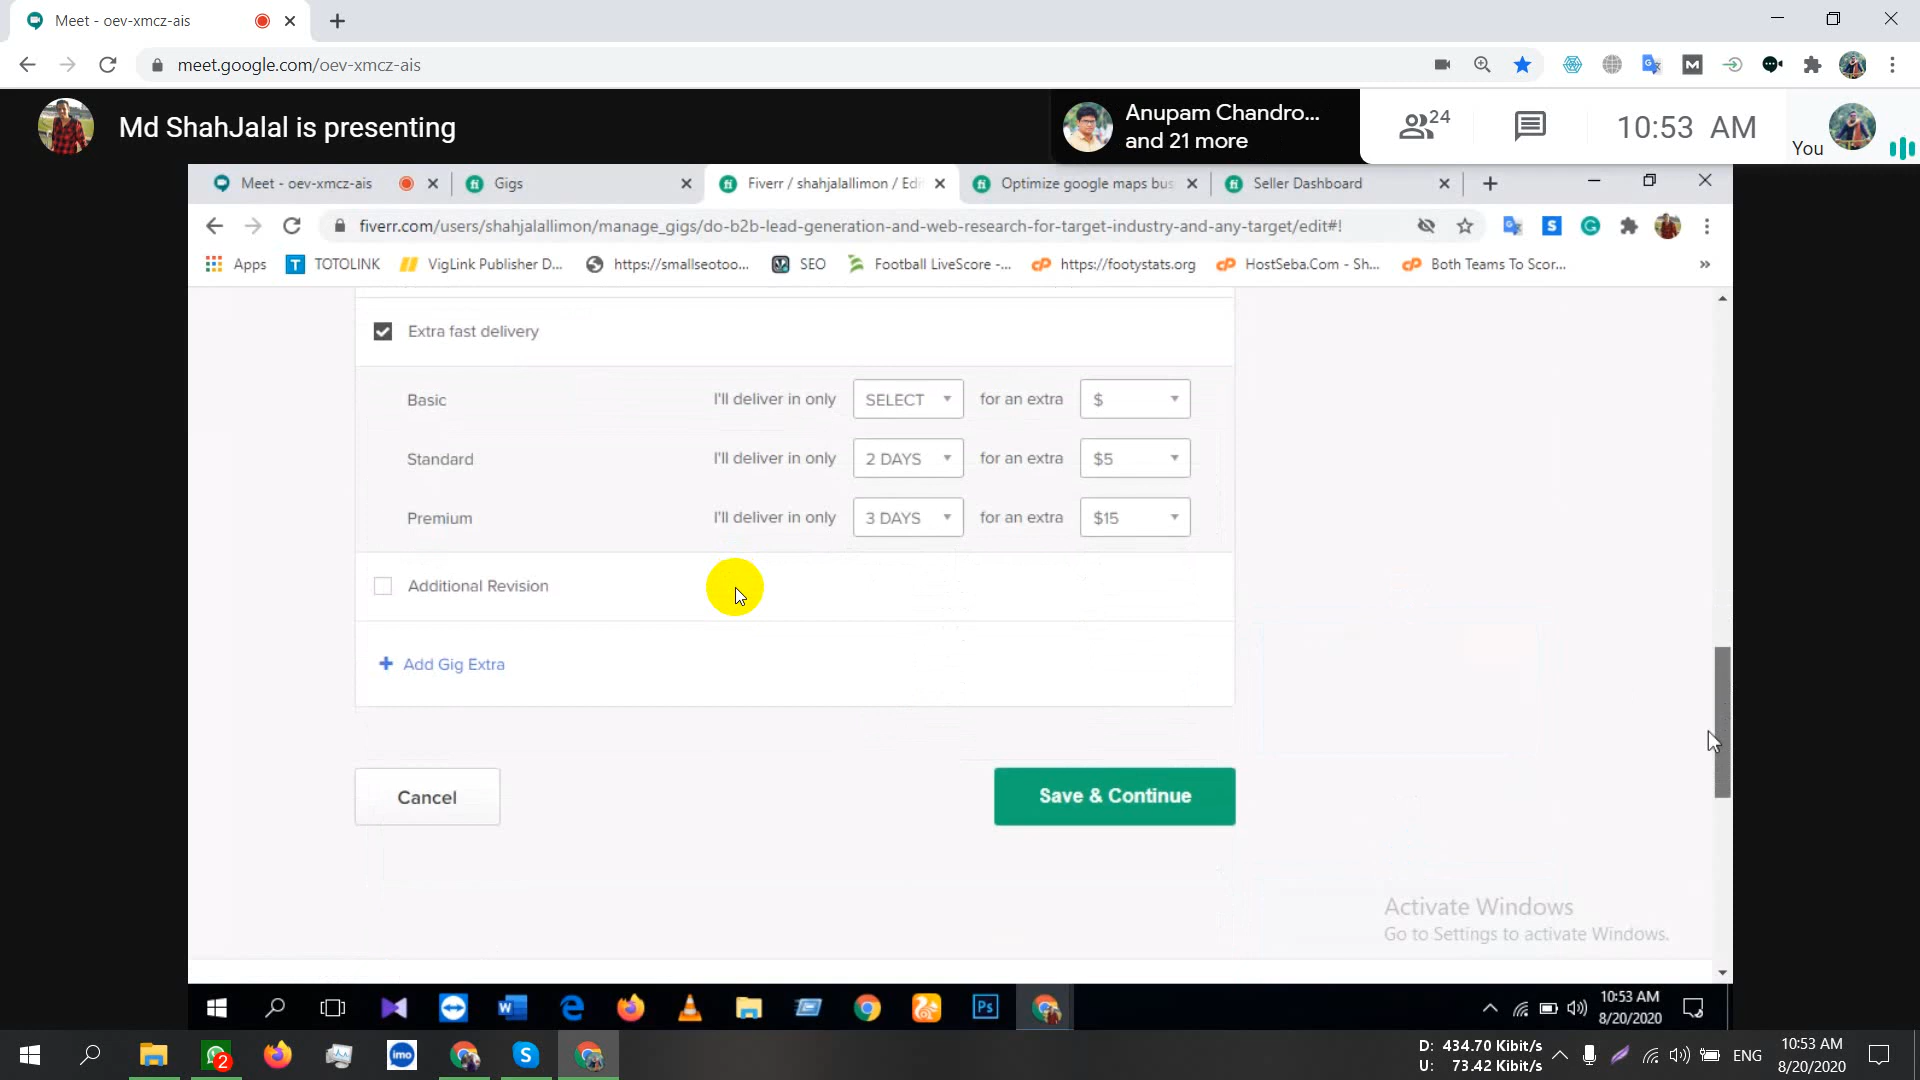 Meet - oev-xmcz-ais
meet.google.com/oev-xmcz-ais
Md ShahJalal is presenting
Anupam Chandro...
and 21 more
24
10:53 AM
You
Meet - oev-xmcz-ais
Gigs
Fiverr / shahjalallimon / Edi
Optimize google maps bus
Seller Dashboard
fiverr.com/users/shahjalallimon/manage_gigs/do-b2b-lead-generation-and-web-research-for-target-industry-and-any-target/edit#!
Apps
TOTOLINK
VigLink Publisher D...
https://smallseotoo...
SEO
Football LiveScore -...
https://footystats.org
HostSeba.Com - Sh...
Both Teams To Scor...
»
Extra fast delivery
Basic I'll deliver in only SELECT for an extra $
Standard I'll deliver in only 2 DAYS for an extra $5
Premium I'll deliver in only 3 DAYS for an extra $15
Additional Revision
+ Add Gig Extra
Cancel
Save & Continue
Activate Windows
Go to Settings to activate Windows.
Ps
10:53 AM
8/20/2020
2
imo
D: 434.70 Kibit/s
U: 73.42 Kibit/s
ENG
10:53 AM
8/20/2020